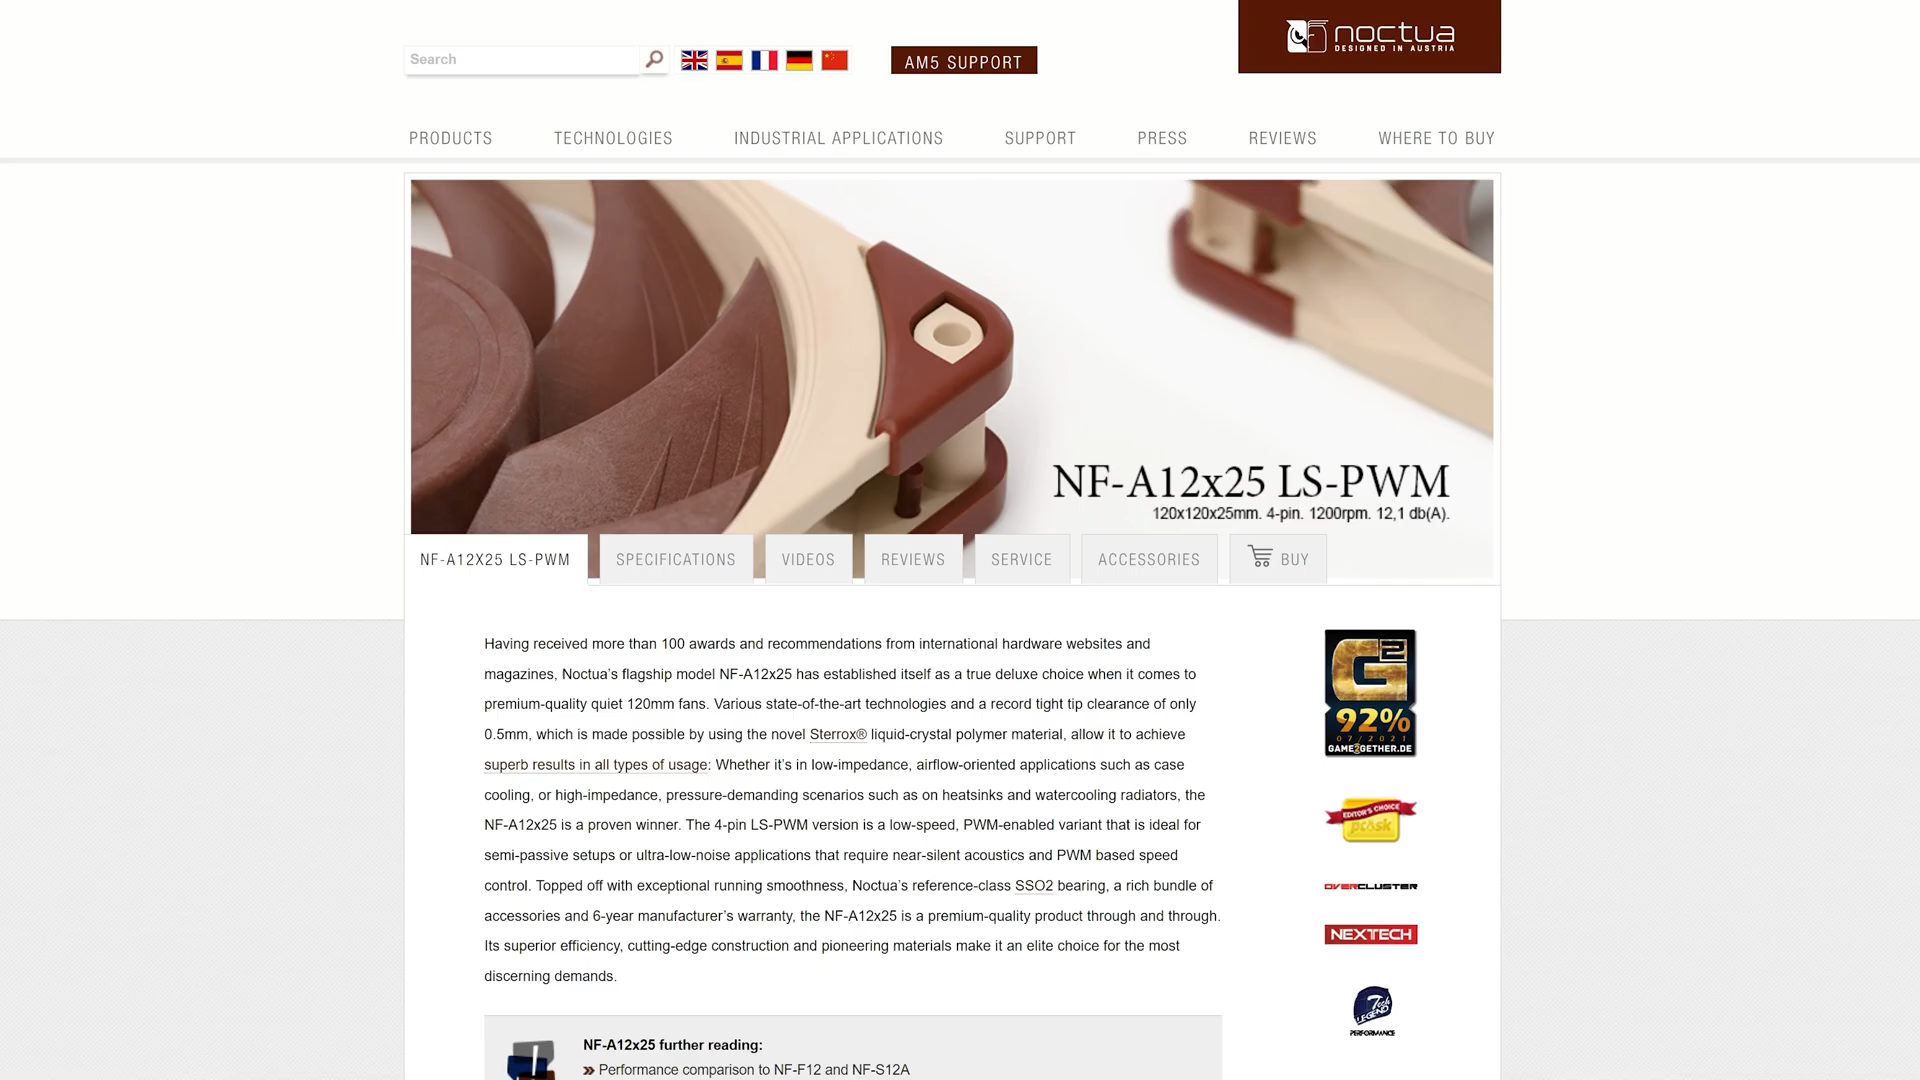 Search
AM5 SUPPORT
noctua
DESIGNED IN AUSTRIA
PRODUCTS
TECHNOLOGIES
INDUSTRIAL APPLICATIONS
SUPPORT
PRESS
REVIEWS
WHERE TO BUY
NF-A12x25 LS-PWM
120x120x25mm. 4-pin. 1200rpm. 12,1 db(A).
NF-A12X25 LS-PWM
SPECIFICATIONS
VIDEOS
REVIEWS
SERVICE
ACCESSORIES
BUY
Having received more than 100 awards and recommendations from international hardware websites and
magazines, Noctua’s flagship model NF-A12x25 has established itself as a true deluxe choice when it comes to
premium-quality quiet 120mm fans. Various state-of-the-art technologies and a record tight tip clearance of only
0.5mm, which is made possible by using the novel Sterrox® liquid-crystal polymer material, allow it to achieve
superb results in all types of usage: Whether it’s in low-impedance, airflow-oriented applications such as case
cooling, or high-impedance, pressure-demanding scenarios such as on heatsinks and watercooling radiators, the
NF-A12x25 is a proven winner. The 4-pin LS-PWM version is a low-speed, PWM-enabled variant that is ideal for
semi-passive setups or ultra-low-noise applications that require near-silent acoustics and PWM based speed
control. Topped off with exceptional running smoothness, Noctua’s reference-class SSO2 bearing, a rich bundle of
accessories and 6-year manufacturer’s warranty, the NF-A12x25 is a premium-quality product through and through.
Its superior efficiency, cutting-edge construction and pioneering materials make it an elite choice for the most
discerning demands.
G2
92%
07/2021
GAME2GETHER.DE
EDITOR'S CHOICE
pcask
OVERCLUSTER
NEXTECH
Tech
LEGEND
PERFORMANCE
NF-A12x25 further reading:
» Performance comparison to NF-F12 and NF-S12A